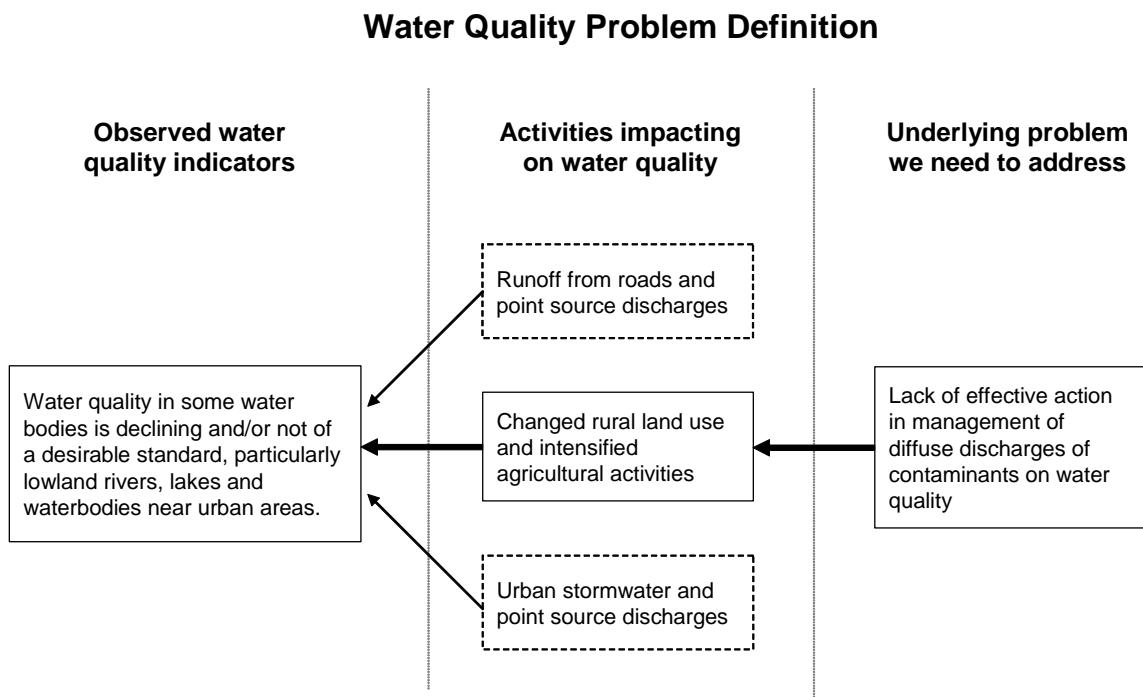 Water Quality Problem Definition
Observed water
quality indicators
Activities impacting
on water quality
Underlying problem
we need to address
Runoff from roads and
point source discharges
Water quality in some water
bodies is declining and/or not of
a desirable standard, particularly
lowland rivers, lakes and
waterbodies near urban areas.
Changed rural land use
and intensified
agricultural activities
Lack of effective action
in management of
diffuse discharges of
contaminants on water
quality
Urban stormwater and
point source discharges